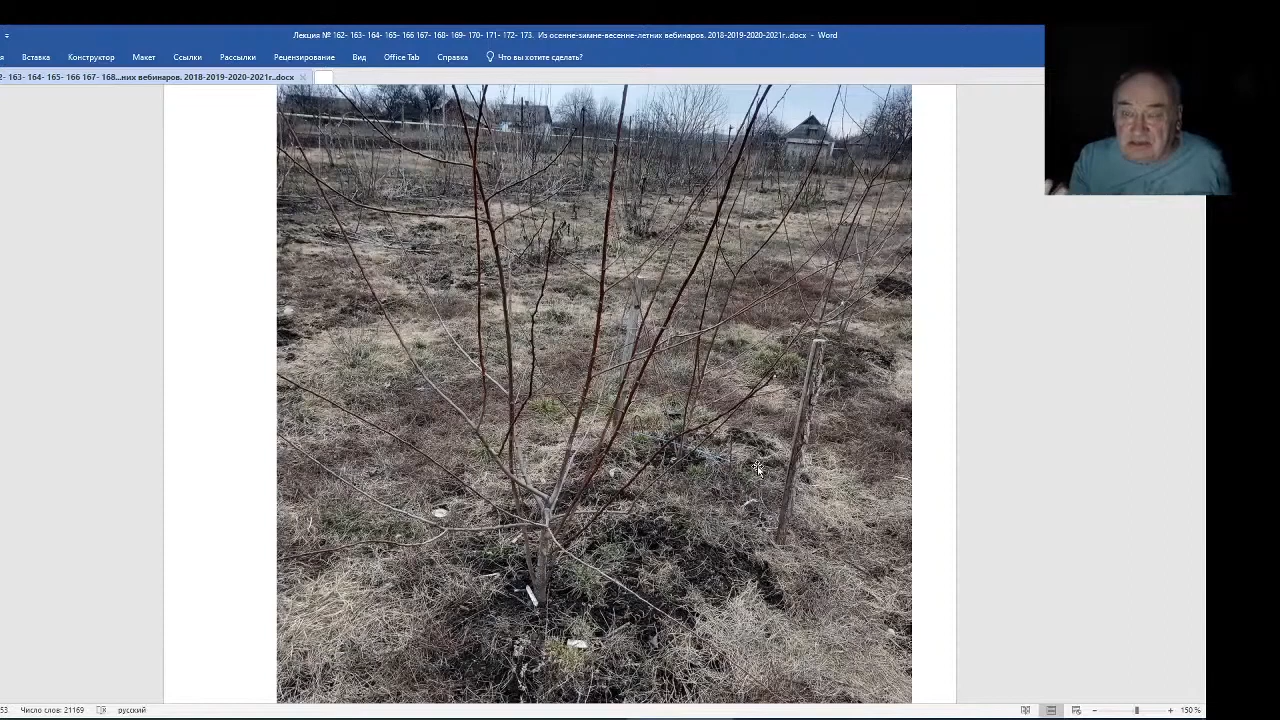 Лекция № 162- 163- 164- 165- 166 167- 168- 169- 170- 171- 172- 173. Из осенне-зимне-весенне-летних вебинаров. 2018-2019-2020-2021г..docx - Word
Вставка Конструктор Макет Ссылки Рассылки Рецензирование Вид Office Tab Справка Что вы хотите сделать?
2- 163- 164- 165- 166 167- 168...них вебинаров. 2018-2019-2020-2021г..docx
53. Число слов: 21169 русский 150 %